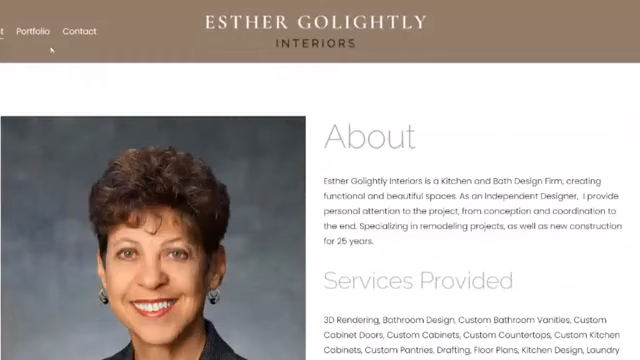 ESTHER GOLIGHTLY
t Portfolio Contact
INTERIORS
About
Esther Golightly Interiors is a Kitchen and Bath Design Firm, creating
functional and beautiful spaces. As an Independent Designer, I provide
personal attention to the project, from conception and coordination to
the end. Specializing in remodeling projects, as well as new construction
for 25 years.
Services Provided
3D Rendering, Bathroom Design, Custom Bathroom Vanities, Custom
Cabinet Doors, Custom Cabinets, Custom Countertops, Custom Kitchen
Cabinets, Custom Pantries, Drafting, Floor Plans, Kitchen Design, Laundry